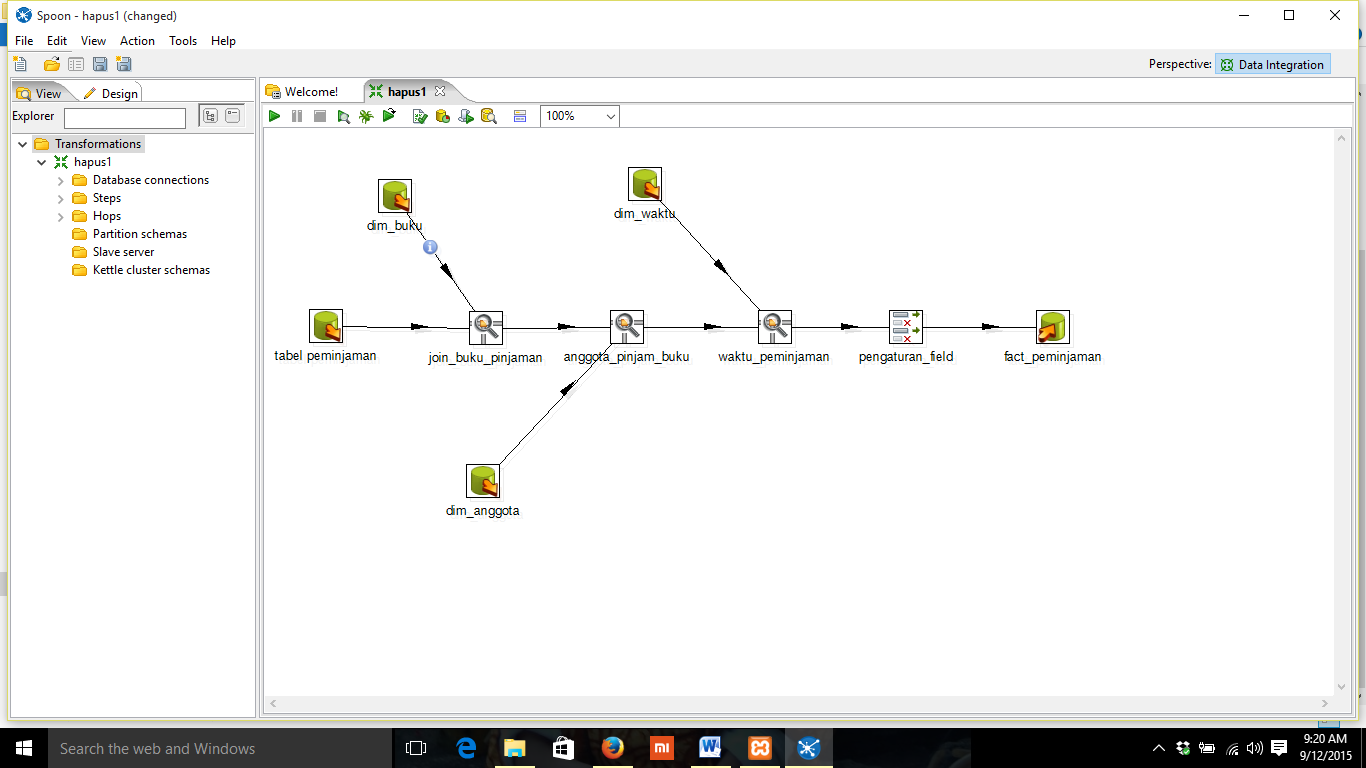 Spoon - hapus1 (changed)
File Edit View Action Tools Help
Perspective: Data Integration
View Design
Explorer
Transformations
hapus1
Database connections
Steps
Hops
Partition schemas
Slave server
Kettle cluster schemas
Welcome! hapus1
100%
dim_buku
dim_waktu
tabel peminjaman
join_buku_pinjaman
anggota_pinjam_buku
waktu_peminjaman
pengaturan_field
fact_peminjaman
dim_anggota
Search the web and Windows
mi
9:20 AM
9/12/2015